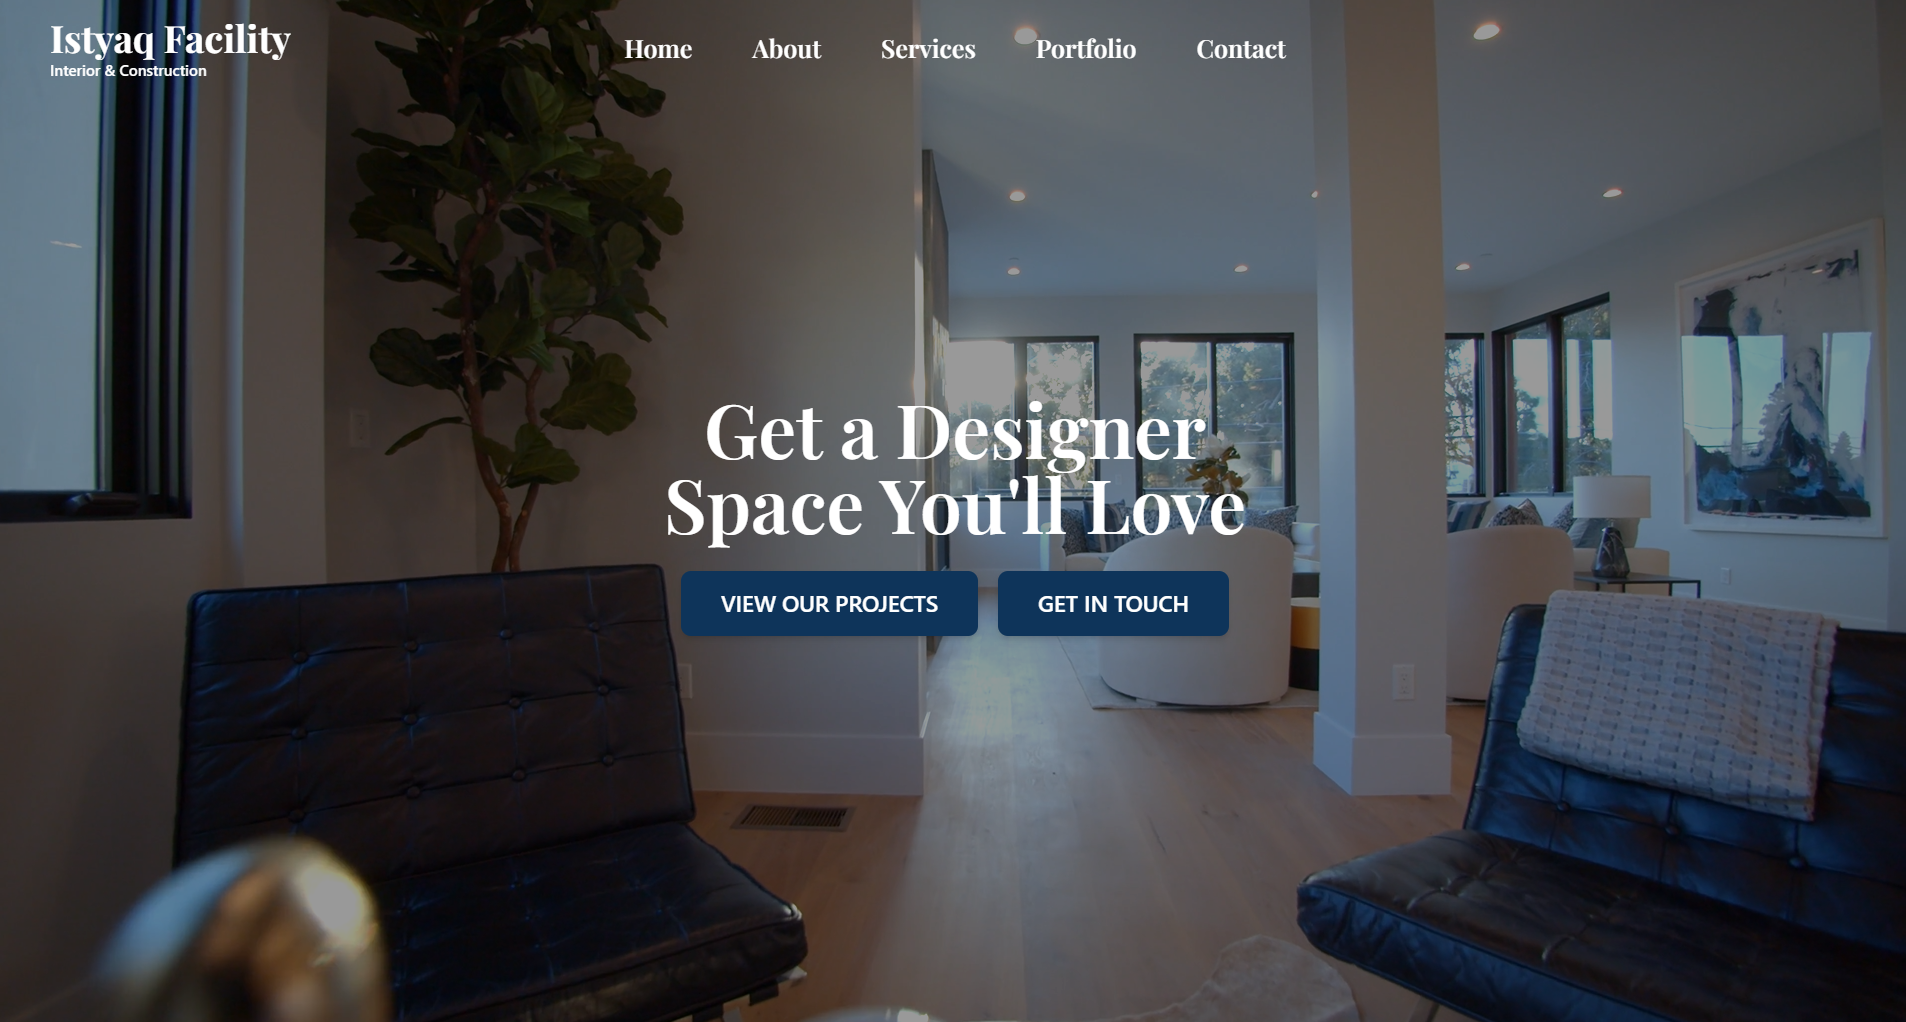 Istyaq Facility
Interior & Construction
Home About Services Portfolio Contact
Get a Designer
Space You'll Love
VIEW OUR PROJECTS GET IN TOUCH